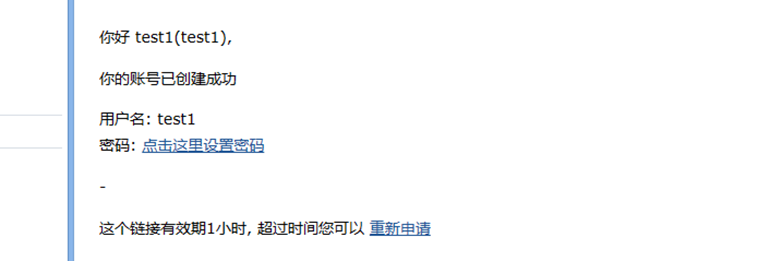 你好 test1(test1),
你的账号已创建成功
用户名: test1
密码: 点击这里设置密码
-
这个链接有效期1小时, 超过时间您可以 重新申请